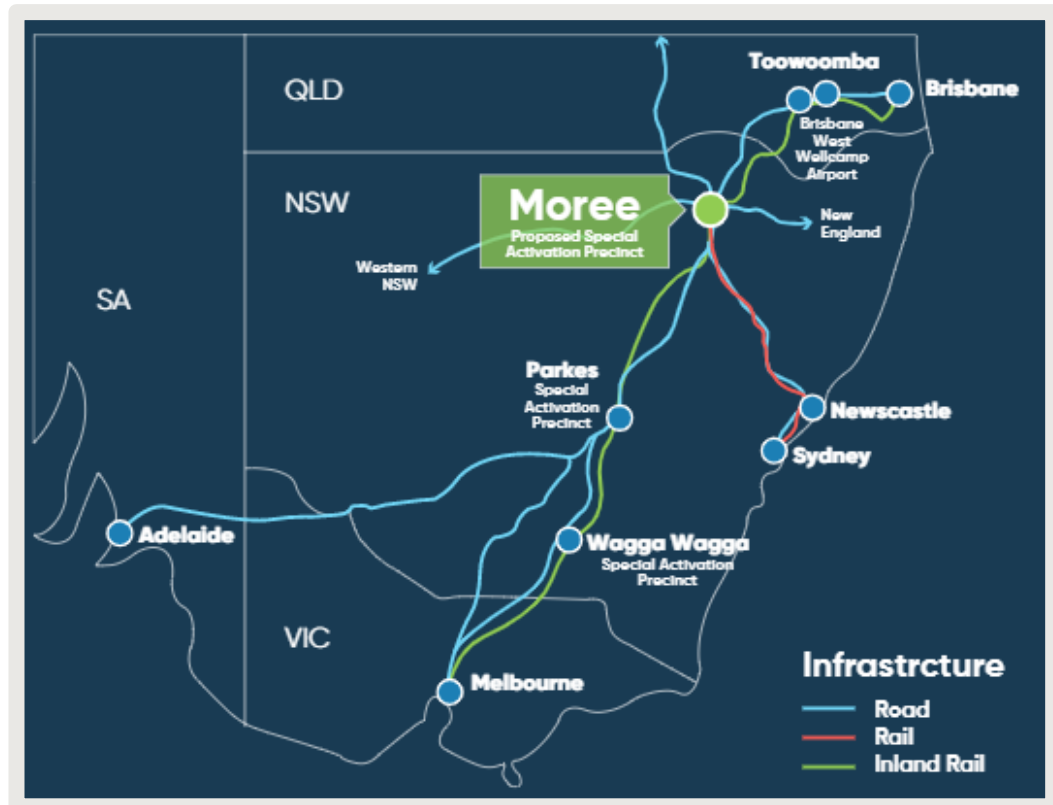 Toowoomba
Brisbane
QLD
Brisbane
West
Wellcamp
Airport
NSW
Moree
Proposed Special
Activation Precinct
New
England
Western
NSW
SA
Parkes
Special
Activation
Precinct
Newscastle
Sydney
Adelaide
Wagga Wagga
Special Activation
Precinct
VIC
Melbourne
Infrastrcture
Road
Rail
Inland Rail